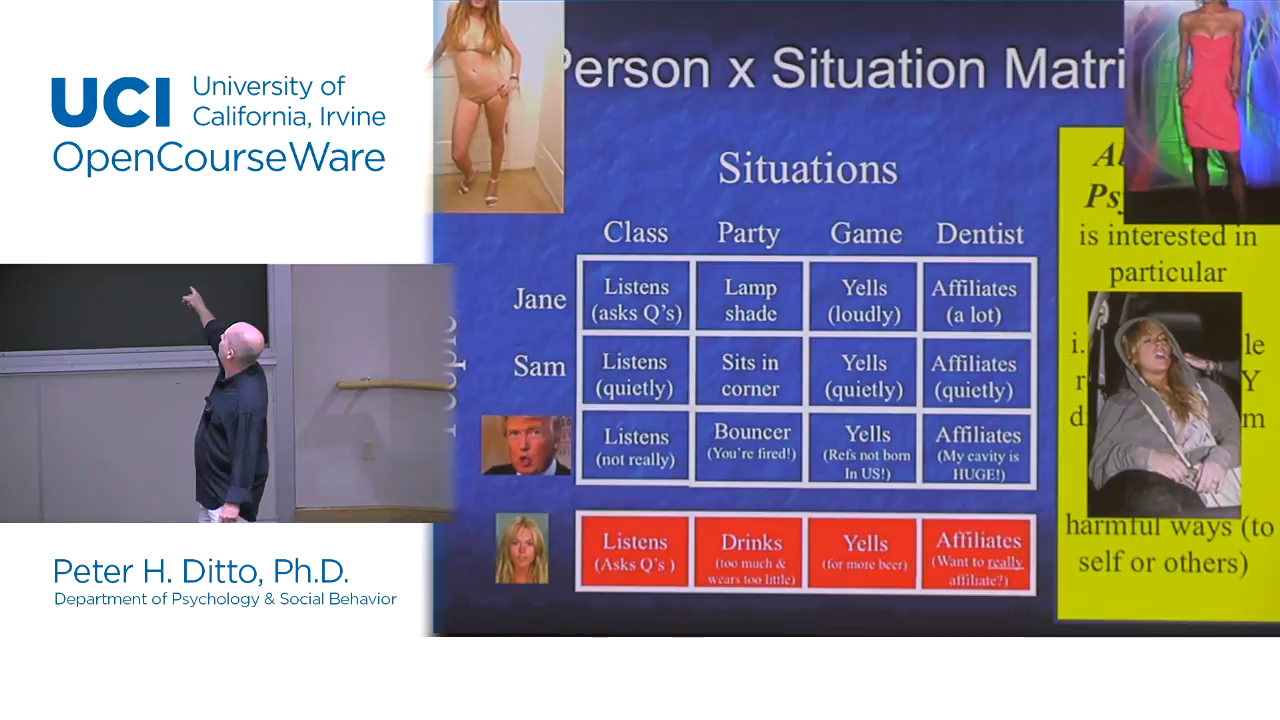 UCI University of
California, Irvine
OpenCourseWare
Person x Situation Matri
Situations
Class Party Game Dentist
Jane
Listens
(asks Q's)
Lamp
shade
Yells
(loudly)
Affiliates
(a lot)
Sam
Listens
(quietly)
Sits in
corner
Yells
(quietly)
Affiliates
(quietly)
Listens
(not really)
Bouncer
(You're fired!)
Yells
(Refs not born
In US!)
Affiliates
(My cavity is
HUGE!)
Listens
(Asks Q's )
Drinks
(too much &
wears too little)
Yells
(for more beer)
Affiliates
(Want to really
affiliate?)
is interested in
particular
harmful ways (to
self or others)
Peter H. Ditto, Ph.D.
Department of Psychology & Social Behavior